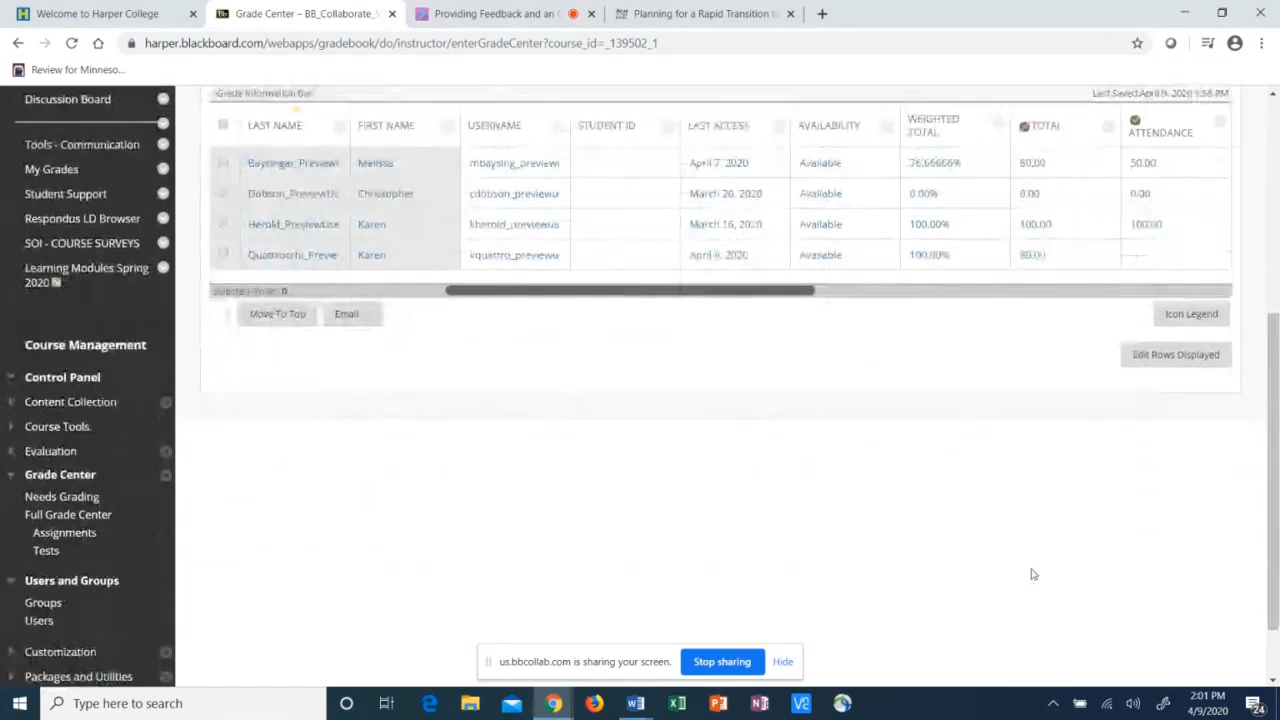 Welcome to Harper College
Grade Center – BB_Collaborate_
Providing Feedback and an
Planning for a Rapid Transition to
harper.blackboard.com/webapps/gradebook/do/instructor/enterGradeCenter?course_id=_139502_1
Review for Minneso...
Discussion Board
Tools - Communication
My Grades
Student Support
Respondus LD Browser
SOI - COURSE SURVEYS
Learning Modules Spring
2020
Course Management
Control Panel
Content Collection
Course Tools
Evaluation
Grade Center
Needs Grading
Full Grade Center
Assignments
Tests
Users and Groups
Groups
Users
Customization
Packages and Utilities
Grade Information Bar
Last Saved:April 9, 2020 1:58 PM
LAST NAME FIRST NAME USERNAME STUDENT ID LAST ACCESS AVAILABILITY WEIGHTED TOTAL TOTAL ATTENDANCE
Baysinger_Previewl Melissa mbaysing_previewi April 7, 2020 Available 76.66666% 80.00 50.00
Dobson_PreviewUs Christopher cdobson_previewu March 20, 2020 Available 0.00% 0.00 0.00
Herold_PreviewUse Karen kherold_previewus March 16, 2020 Available 100.00% 100.00 100.00
Quattrocchi_Previe Karen kquattro_previewu April 9, 2020 Available 100.00% 80.00 ----
Move To Top
Email
Icon Legend
Edit Rows Displayed
us.bbcollab.com is sharing your screen.
Stop sharing
Hide
Type here to search
2:01 PM
4/9/2020
24